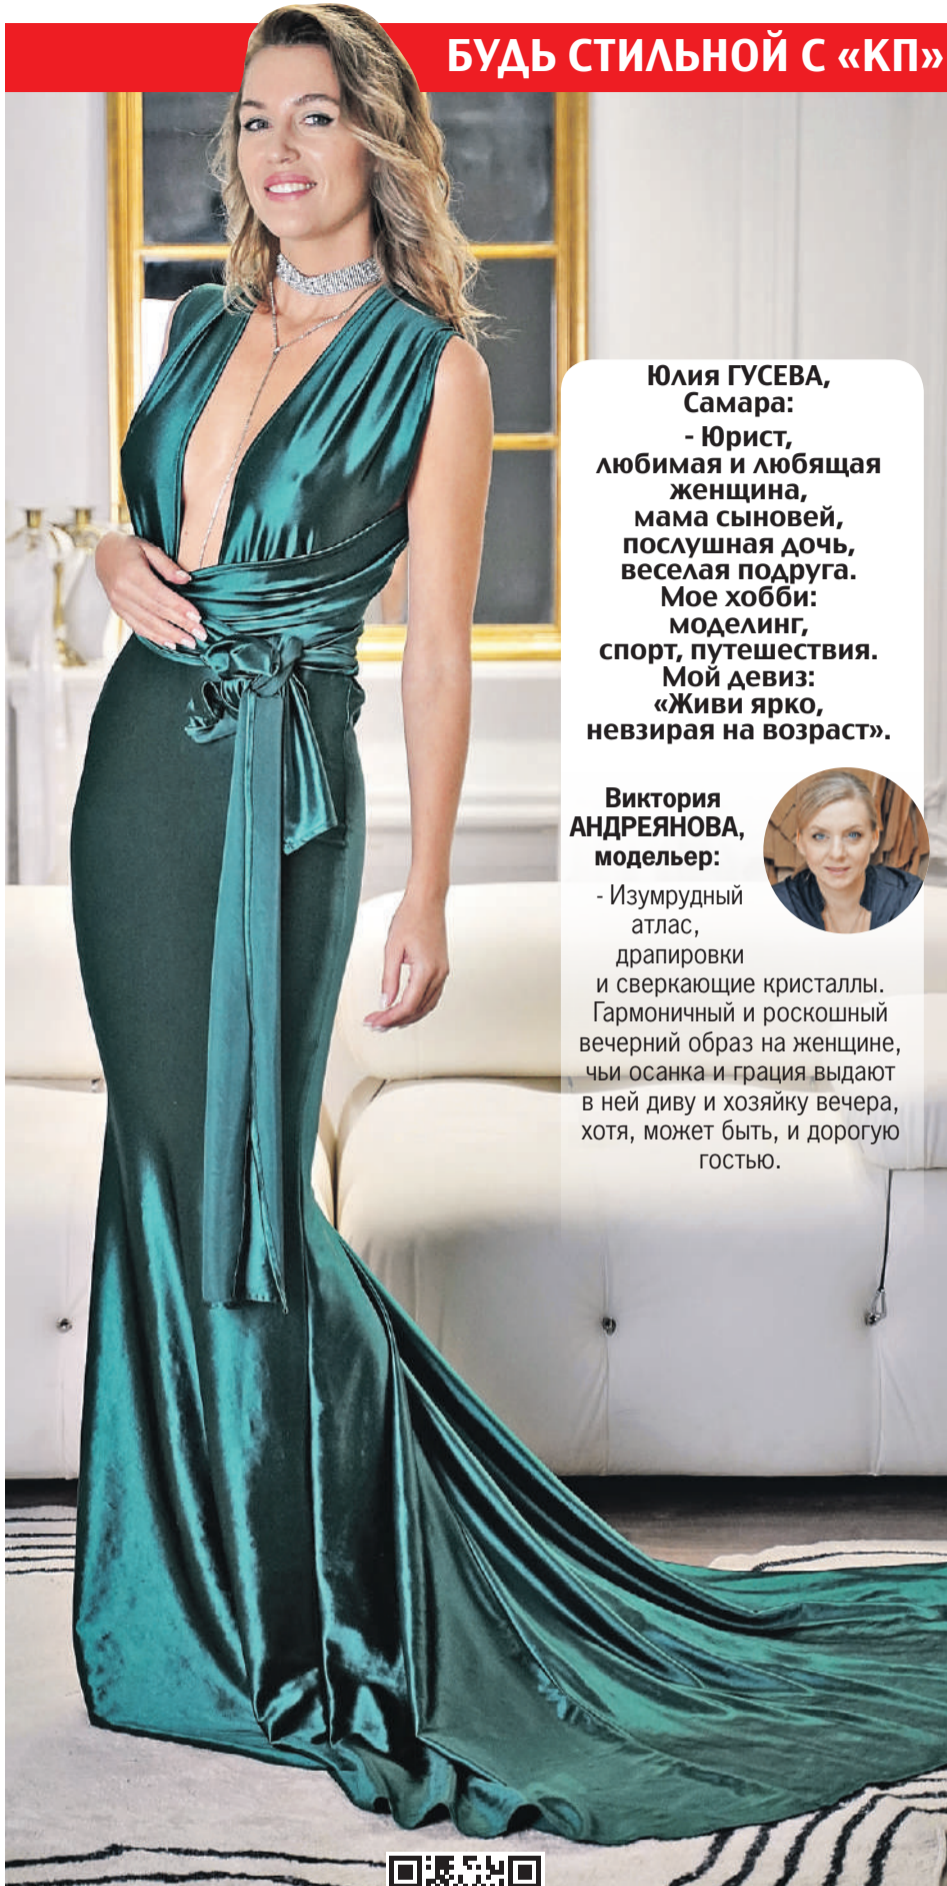 БУДЬ СТИЛЬНОЙ С «КП»
Юлия ГУСЕВА,
Самара:
- Юрист,
любимая и любящая
женщина,
мама сыновей,
послушная дочь,
веселая подруга.
Мое хобби:
моделинг,
спорт, путешествия.
Мой девиз:
«Живи ярко,
невзирая на возраст».
Виктория
АНДРЕЯНОВА,
модельер:
- Изумрудный
атлас,
драпировки
и сверкающие кристаллы.
Гармоничный и роскошный
вечерний образ на женщине,
чьи осанка и грация выдают
в ней диву и хозяйку вечера,
хотя, может быть, и дорогую
гостью.